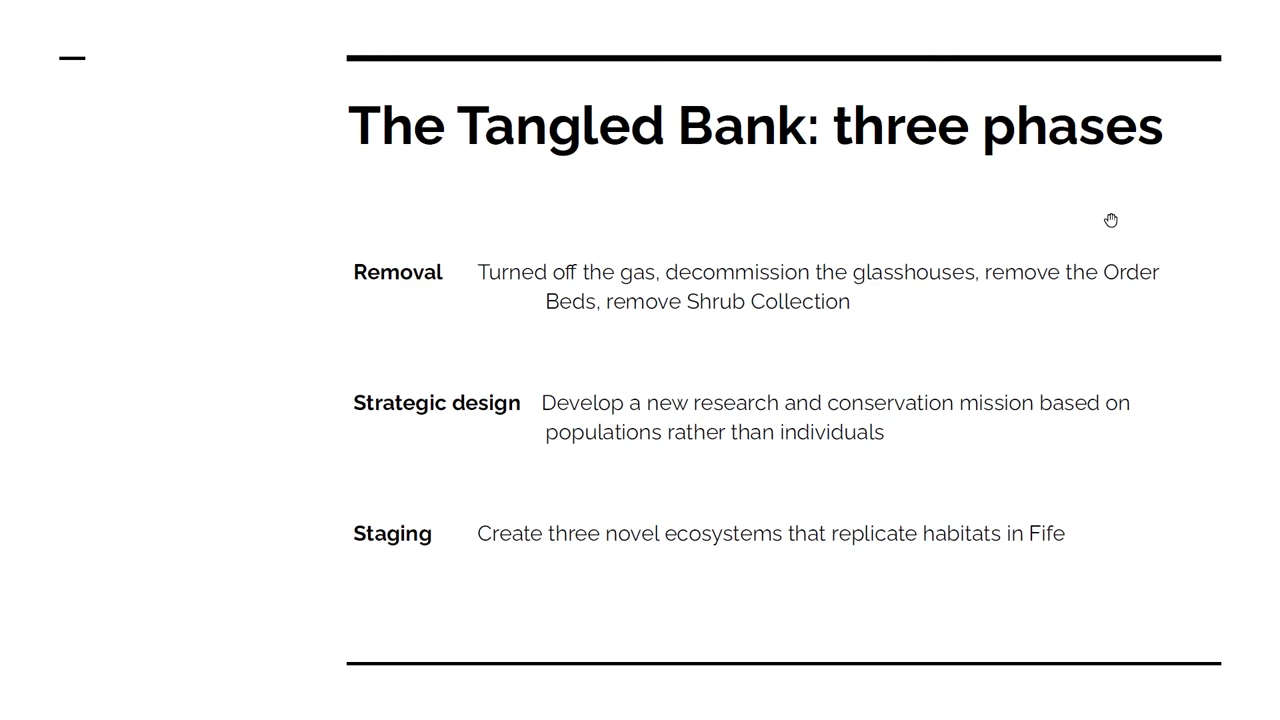 The Tangled Bank: three phases
Removal Turned off the gas, decommission the glasshouses, remove the Order
Beds, remove Shrub Collection
Strategic design Develop a new research and conservation mission based on
populations rather than individuals
Staging Create three novel ecosystems that replicate habitats in Fife